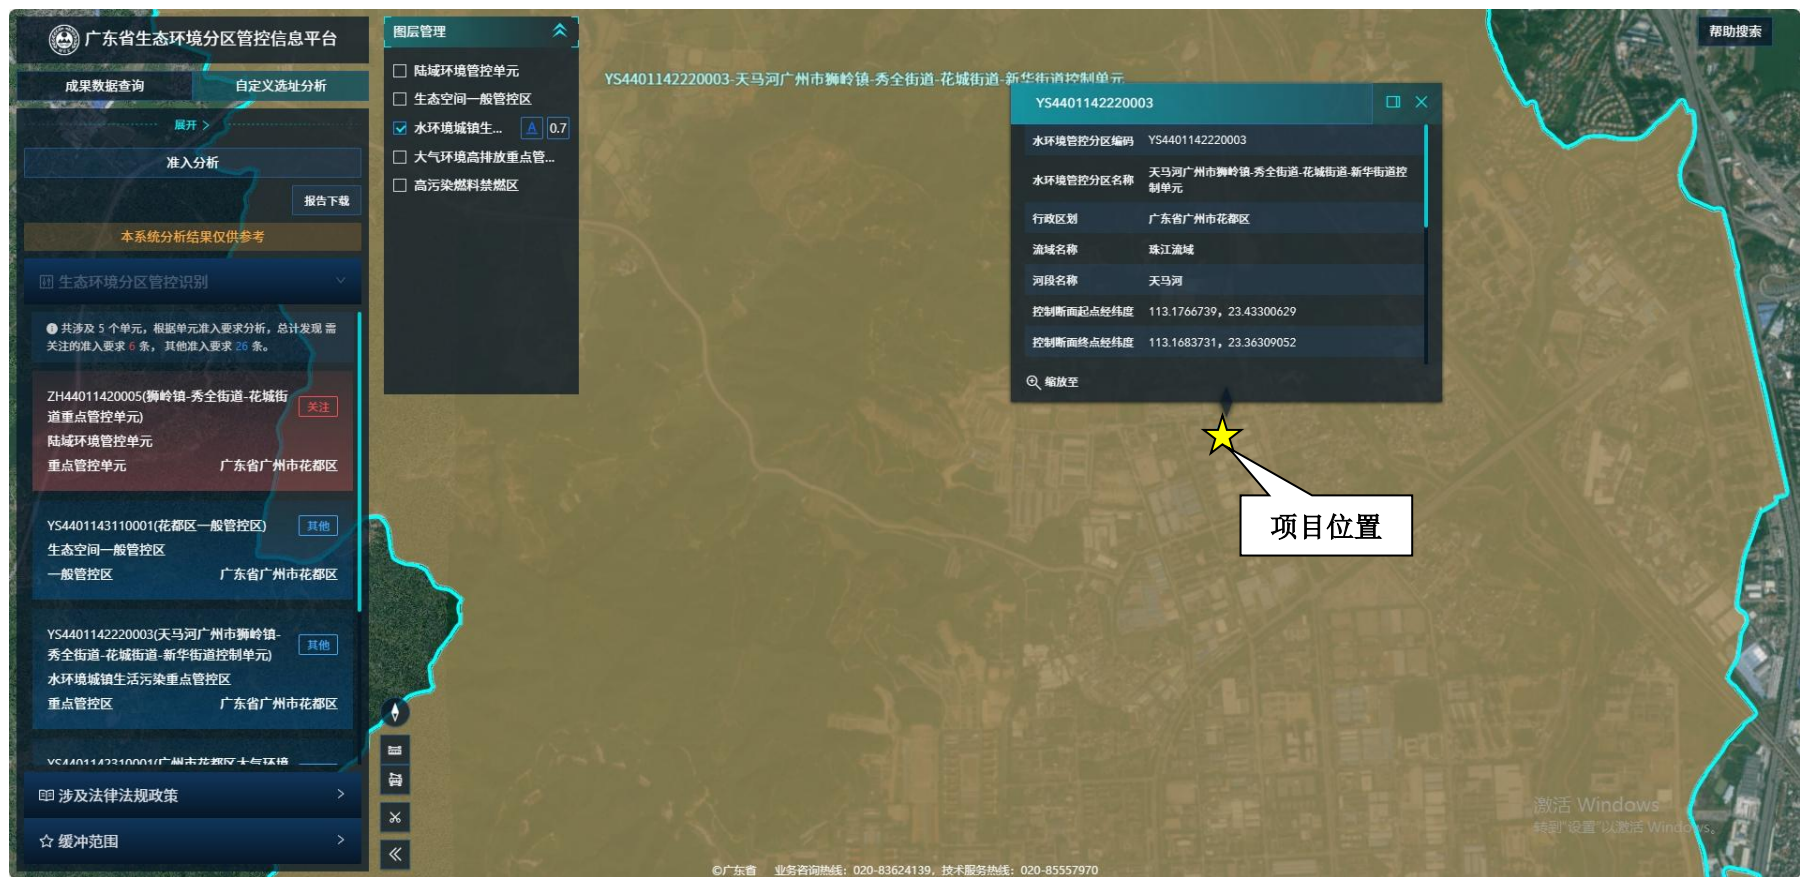 广东省生态环境分区管控信息平台
成果数据查询
自定义选址分析
展开 >
准入分析
报告下载
本系统分析结果仅供参考
生态环境分区管控识别
共涉及 5 个单元，根据单元准入要求分析，总计发现 需
关注的准入要求 6 条， 其他准入要求 26 条。
ZH44011420005(狮岭镇-秀全街道-花城街
道重点管控单元)
关注
陆域环境管控单元
重点管控单元 广东省广州市花都区
YS4401143110001(花都区一般管控区)
其他
生态空间一般管控区
一般管控区 广东省广州市花都区
YS4401142220003(天马河广州市狮岭镇-
秀全街道-花城街道-新华街道控制单元)
其他
水环境城镇生活污染重点管控区
重点管控区 广东省广州市花都区
YS4401142310001(广州市花都区大气环境
涉及法律法规政策 >
缓冲范围 >
图层管理
陆域环境管控单元
生态空间一般管控区
水环境城镇生... A 0.7
大气环境高排放重点管...
高污染燃料禁燃区
YS4401142220003-天马河广州市狮岭镇-秀全街道-花城街道-新华街道控制单元
YS4401142220003
水环境管控分区编码 YS4401142220003
水环境管控分区名称 天马河广州市狮岭镇-秀全街道-花城街道-新华街道控
制单元
行政区划 广东省广州市花都区
流域名称 珠江流域
河段名称 天马河
控制断面起点经纬度 113.1766739，23.43300629
控制断面终点经纬度 113.1683731，23.36309052
缩放至
帮助搜索
项目位置
激活 Windows
转到"设置"以激活 Windows。
©广东省 业务咨询热线：020-83624139，技术服务热线：020-85557970